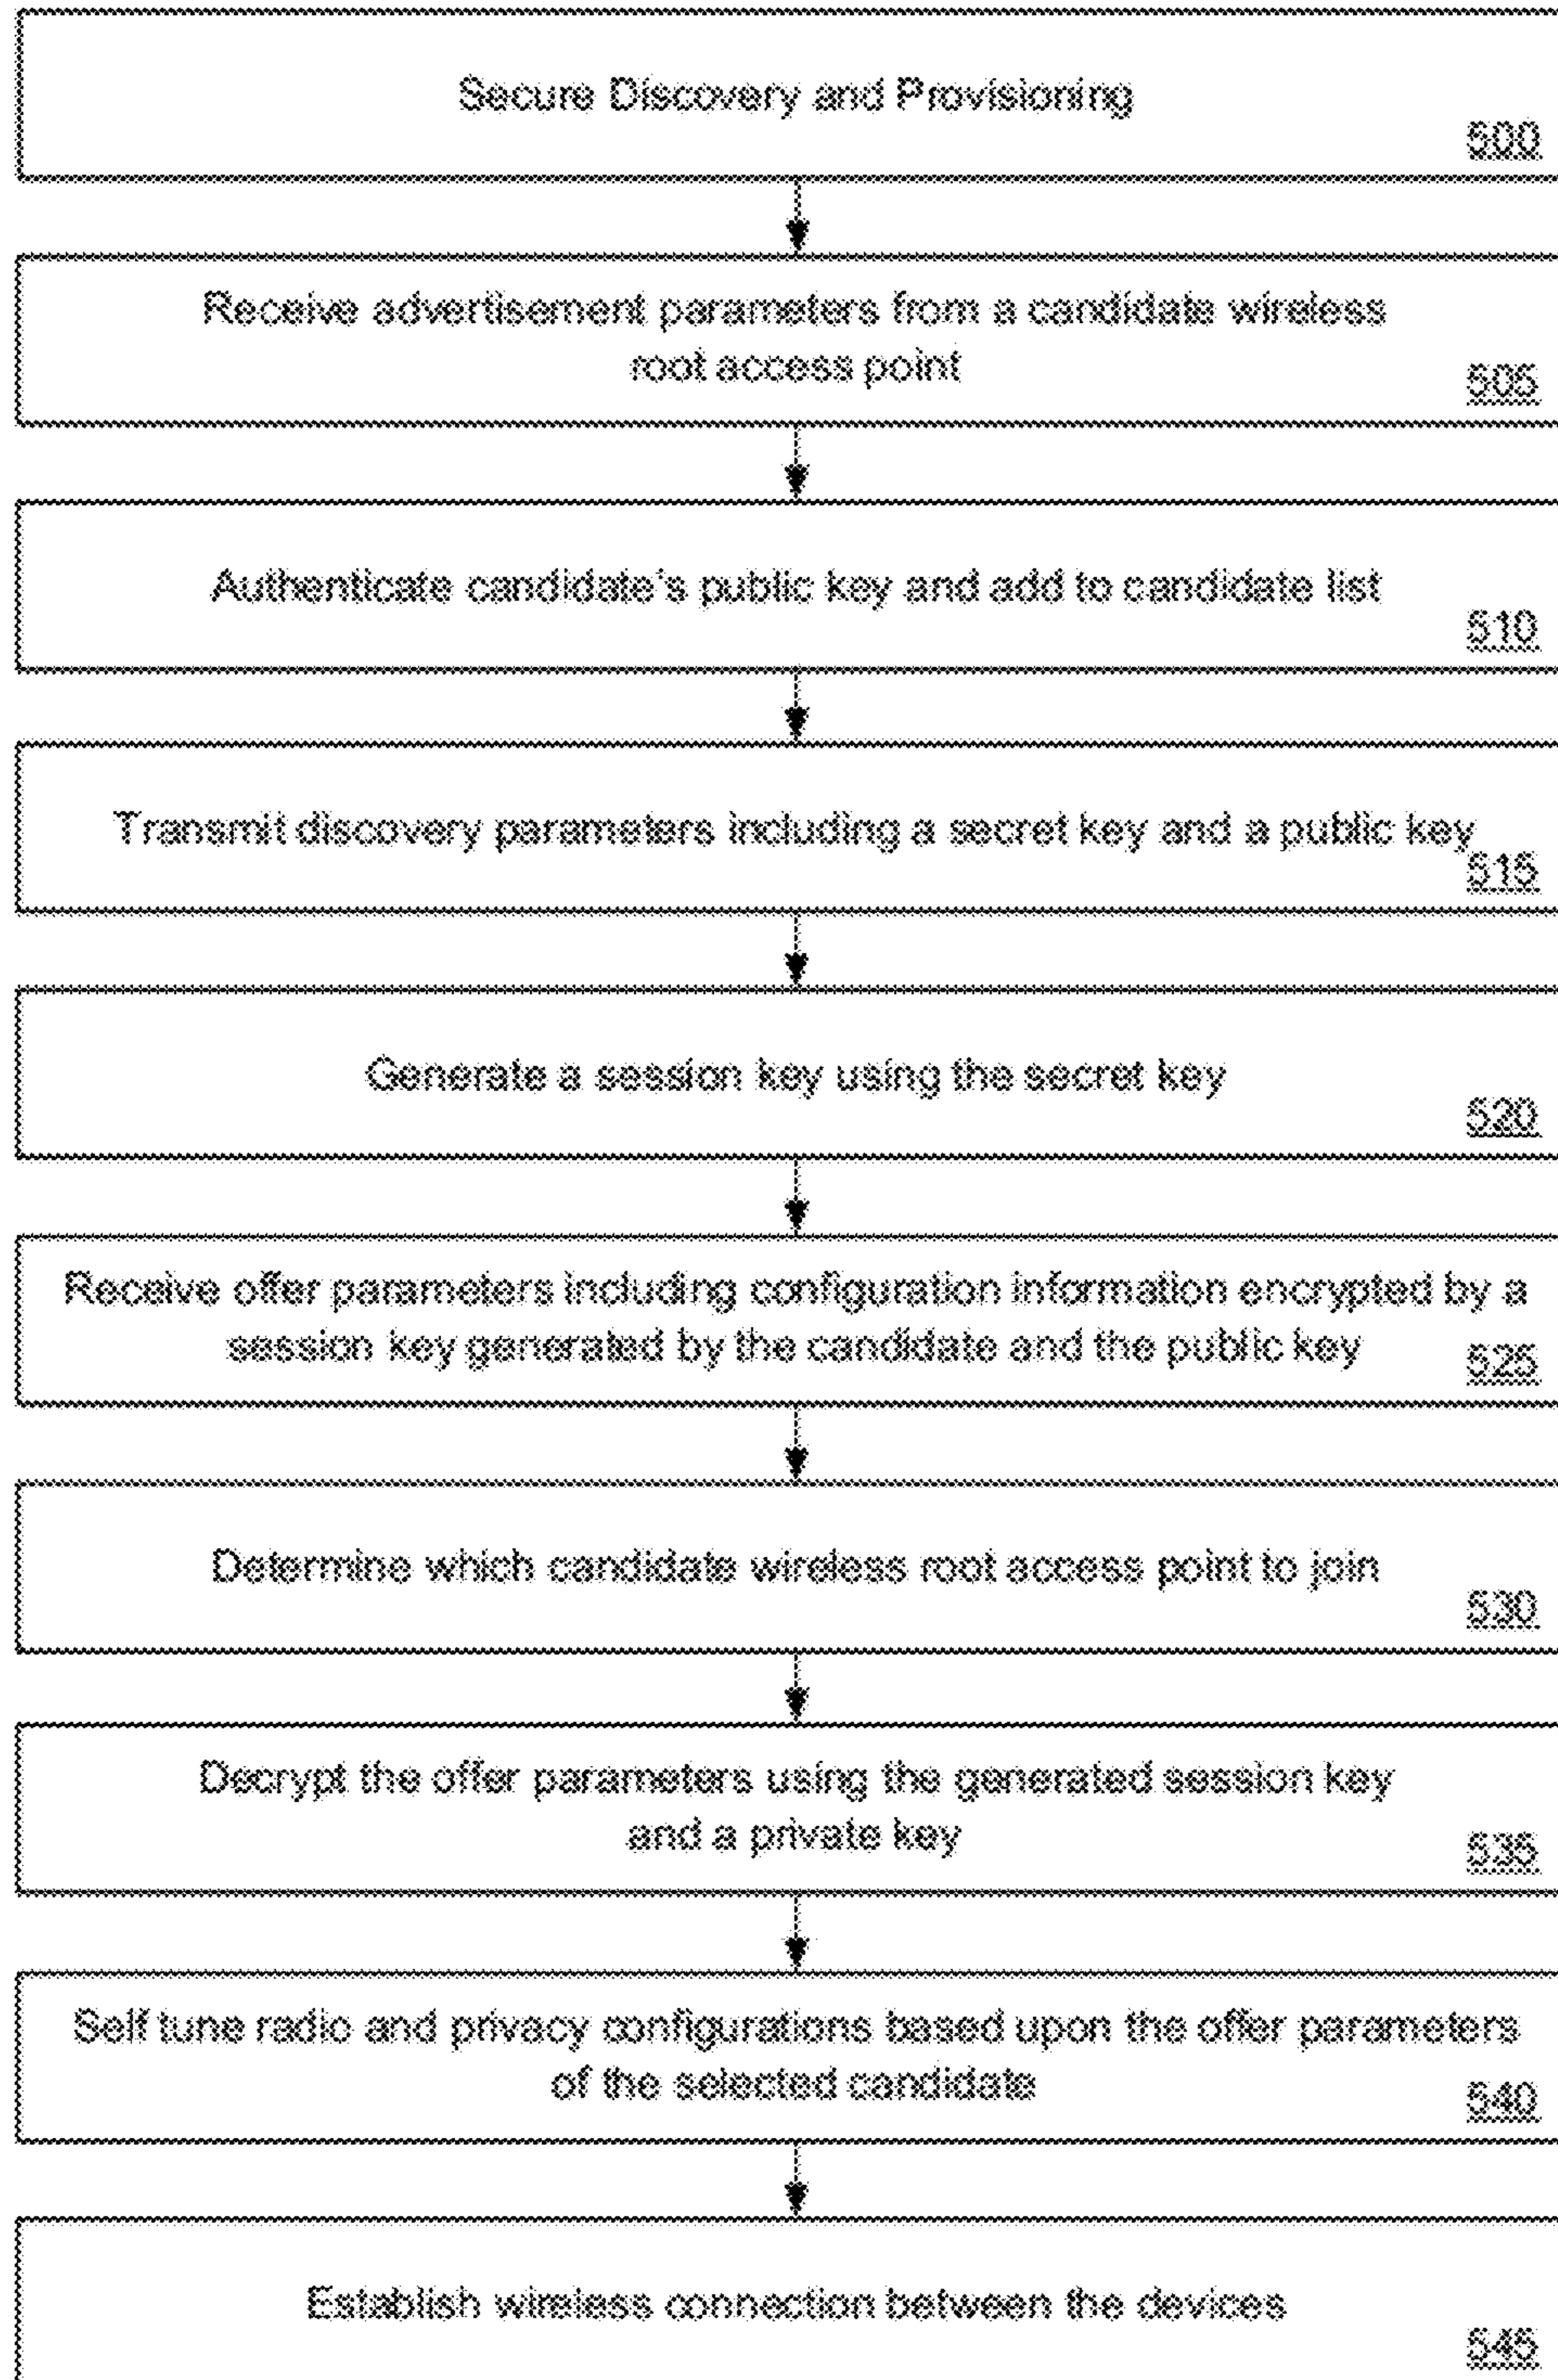 Secure Discovery and Provisioning
500
Receive advertisement parameters from a candidate wireless
root access point
505
Authenticate candidate's public key and add to candidate list
510
Transmit discovery parameters including a secret key and a public key
515
Generate a session key using the secret key
520
Receive offer parameters including configuration information encrypted by a
session key generated by the candidate and the public key
525
Determine which candidate wireless root access point to join
530
Decrypt the offer parameters using the generated session key
and a private key
535
Self tune radio and privacy configurations based upon the offer parameters
of the selected candidate
540
Establish wireless connection between the devices
545